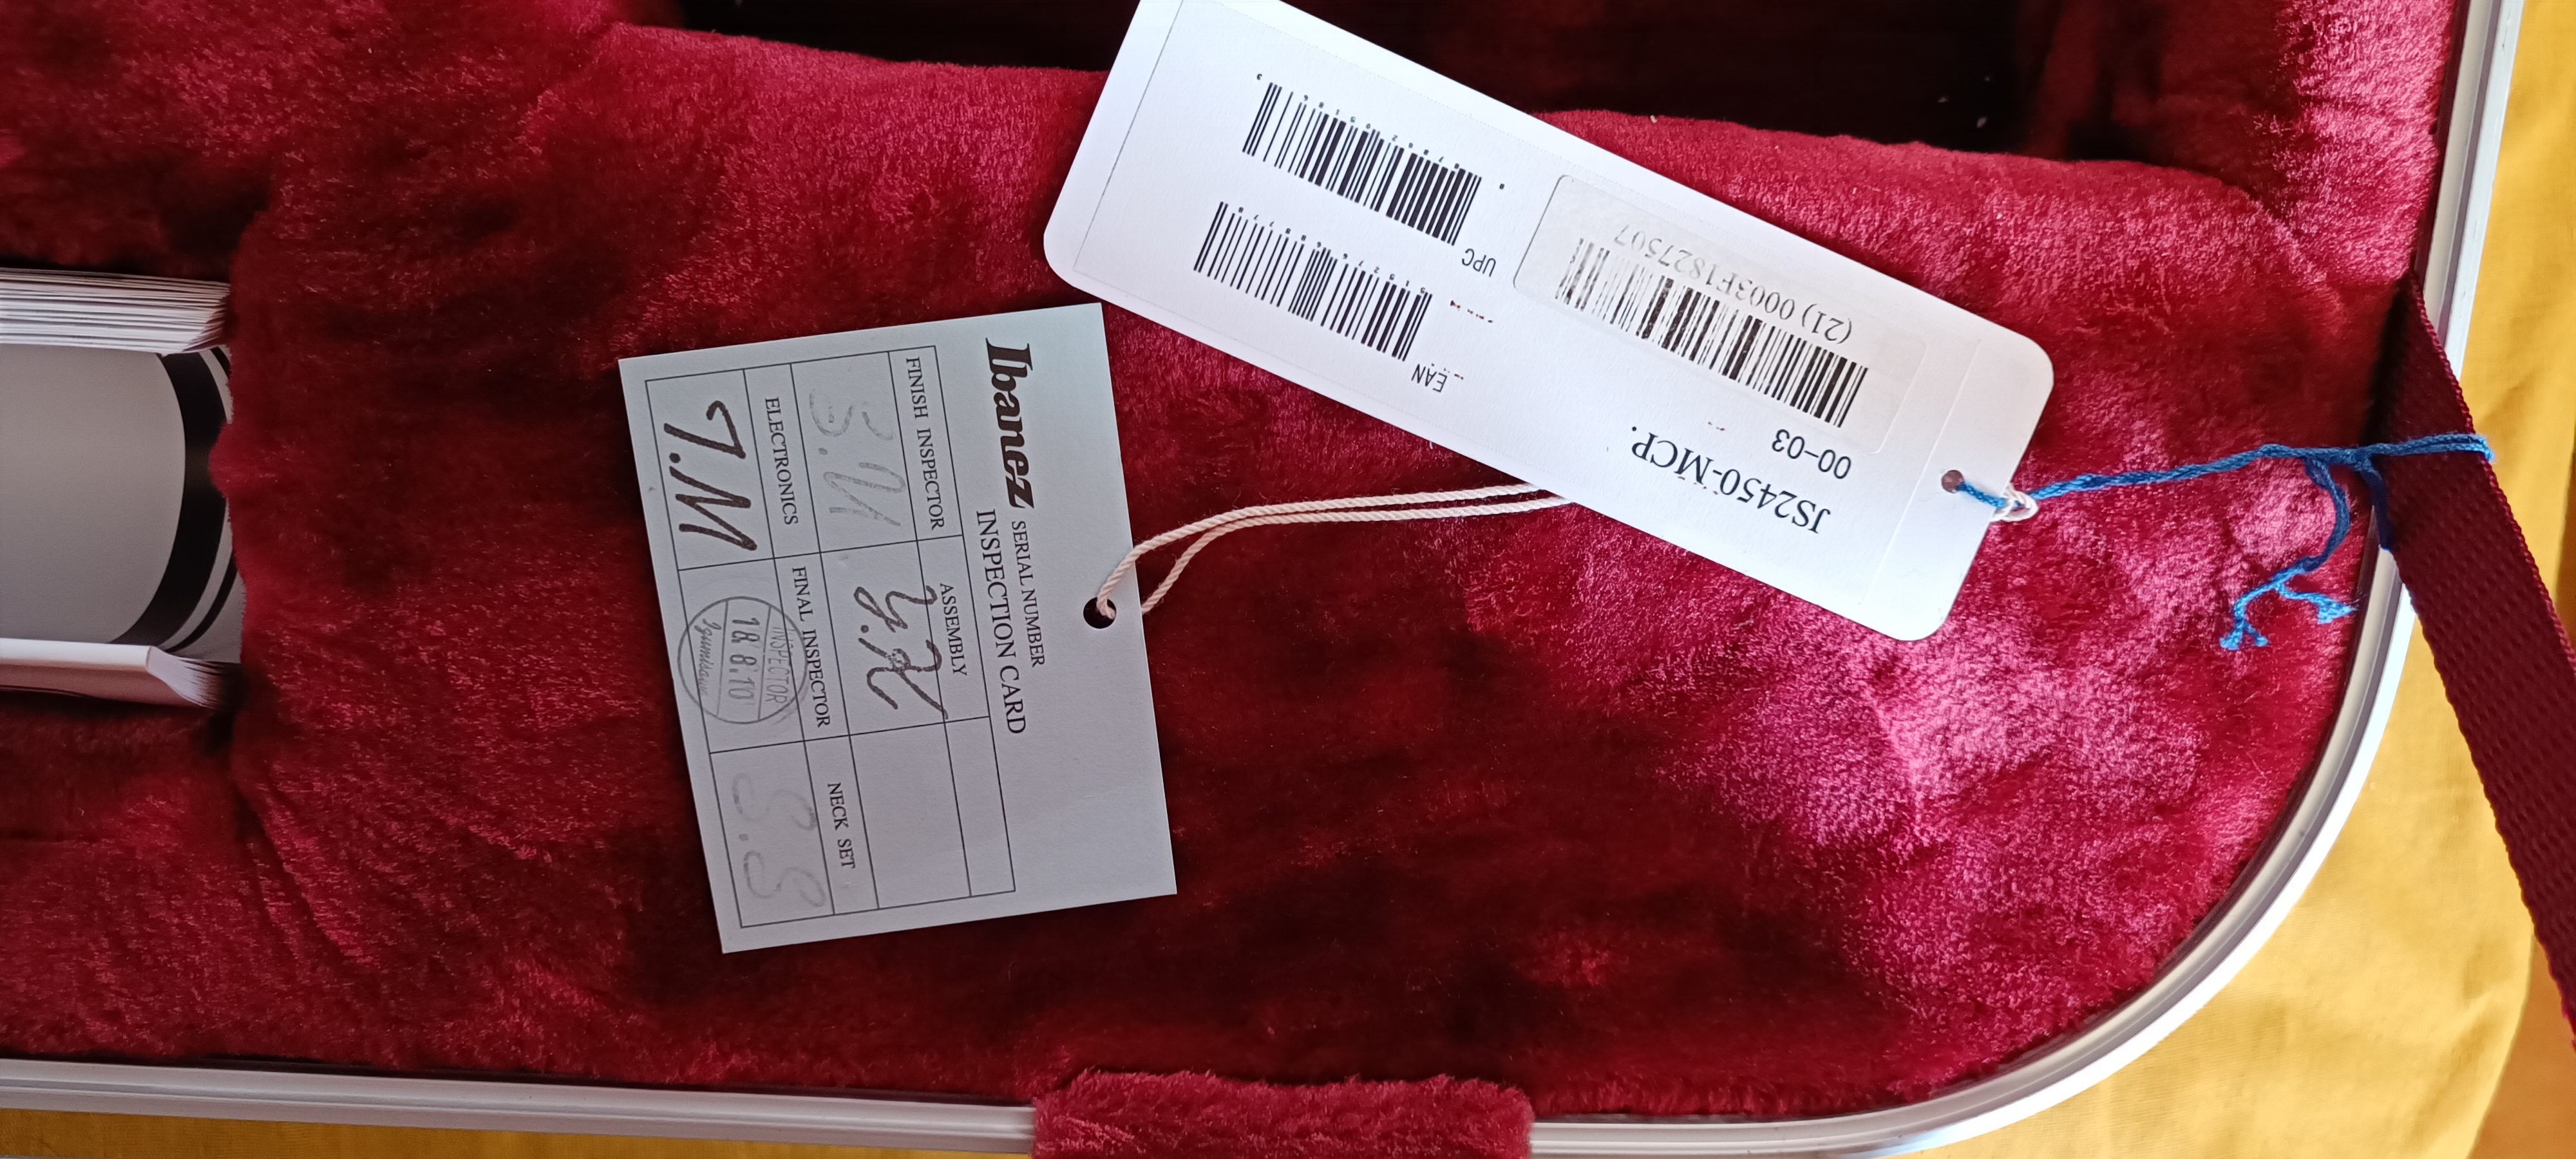 Ibanez SERIAL NUMBER
INSPECTION CARD
FINISH INSPECTOR
ASSEMBLY
S.U
Y.K
ELECTRONICS
FINAL INSPECTOR
NECK SET
T.M
INSPECTOR
18.8.10
S.S
JS2450-MCP.
00-03
(21) 0003F1827507
EAN
UPC